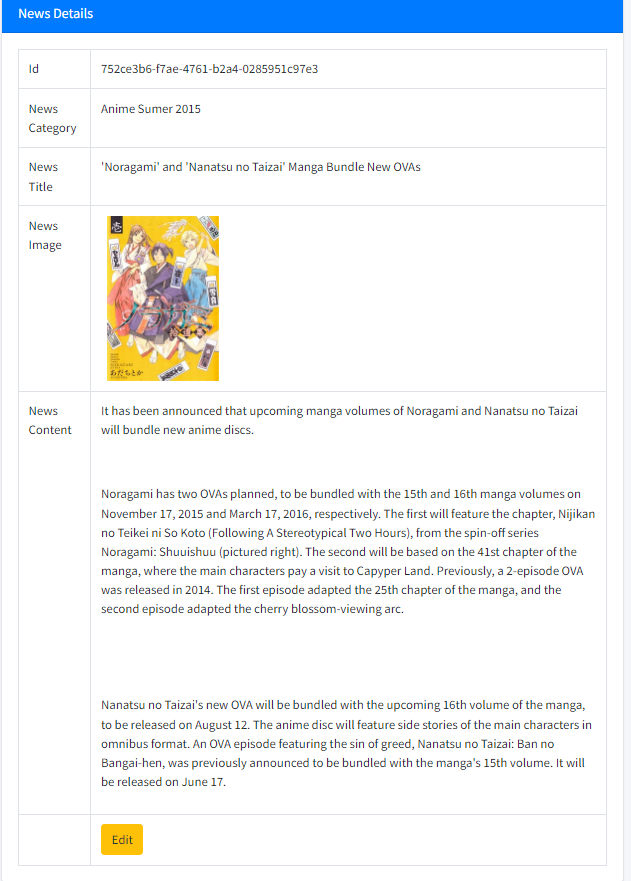 News Details
Id
752ce3b6-f7ae-4761-b2a4-0285951c97e3
News
Category
Anime Sumer 2015
News
Title
'Noragami' and 'Nanatsu no Taizai' Manga Bundle New OVAs
News
Image
壱
あだちとか
News
Content
It has been announced that upcoming manga volumes of Noragami and Nanatsu no Taizai
will bundle new anime discs.
Noragami has two OVAs planned, to be bundled with the 15th and 16th manga volumes on
November 17, 2015 and March 17, 2016, respectively. The first will feature the chapter, Nijikan
no Teikei ni So Koto (Following A Stereotypical Two Hours), from the spin-off series
Noragami: Shuuishuu (pictured right). The second will be based on the 41st chapter of the
manga, where the main characters pay a visit to Capyper Land. Previously, a 2-episode OVA
was released in 2014. The first episode adapted the 25th chapter of the manga, and the
second episode adapted the cherry blossom-viewing arc.
Nanatsu no Taizai's new OVA will be bundled with the upcoming 16th volume of the manga,
to be released on August 12. The anime disc will feature side stories of the main characters in
omnibus format. An OVA episode featuring the sin of greed, Nanatsu no Taizai: Ban no
Bangai-hen, was previously announced to be bundled with the manga's 15th volume. It will
be released on June 17.
Edit